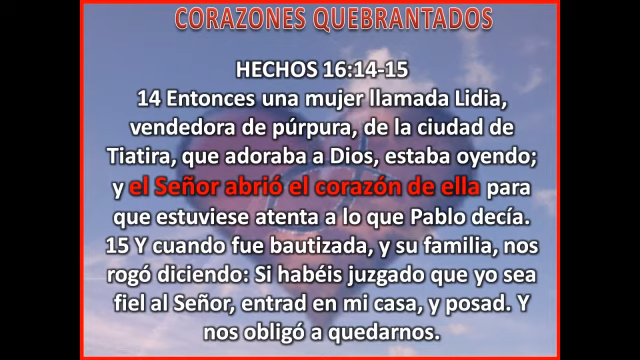 CORAZONES QUEBRANTADOS
HECHOS 16:14-15
14 Entonces una mujer llamada Lidia,
vendedora de púrpura, de la ciudad de
Tiatira, que adoraba a Dios, estaba oyendo;
y el Señor abrió el corazón de ella para
que estuviese atenta a lo que Pablo decía.
15 Y cuando fue bautizada, y su familia, nos
rogó diciendo: Si habéis juzgado que yo sea
fiel al Señor, entrad en mi casa, y posad. Y
nos obligó a quedarnos.